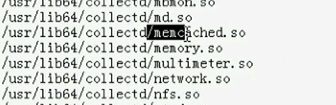 /usr/lib64/collectd/mbmon.so
/usr/lib64/collectd/md.so
/usr/lib64/collectd/memcached.so
/usr/lib64/collectd/memory.so
/usr/lib64/collectd/multimeter.so
/usr/lib64/collectd/network.so
/usr/lib64/collectd/nfs.so